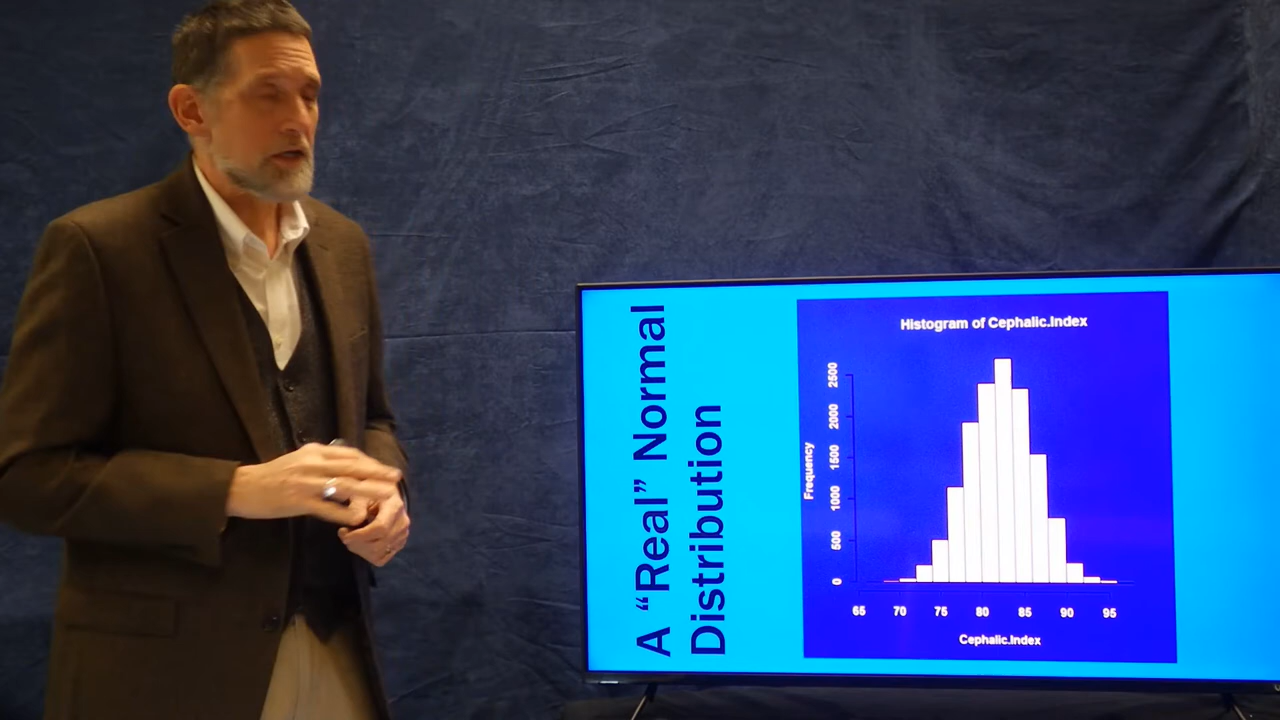 A “Real” Normal
Distribution
Histogram of Cephalic.Index
Frequency
2500
2000
1500
1000
500
0
65 70 75 80 85 90 95
Cephalic.Index